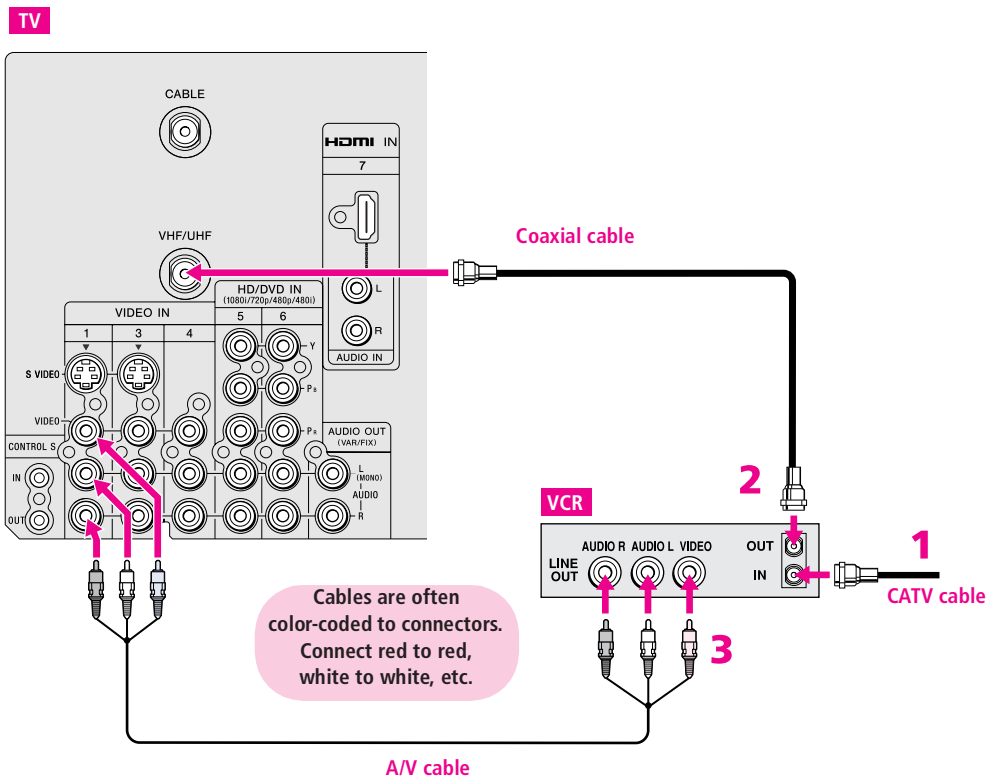 TV
CABLE
HDMI IN
7
VHF/UHF
Coaxial cable
L
R
AUDIO IN
HD/DVD IN
(1080i/720p/480p/480i)
5 6
VIDEO IN
1 3 4
Y
S VIDEO
PB
VIDEO
PR
AUDIO OUT
(VAR/FIX)
CONTROL S
IN
OUT
L
(MONO)
AUDIO
R
2
VCR
1
AUDIO R AUDIO L VIDEO
LINE
OUT
OUT
IN
CATV cable
3
Cables are often
color-coded to connectors.
Connect red to red,
white to white, etc.
A/V cable